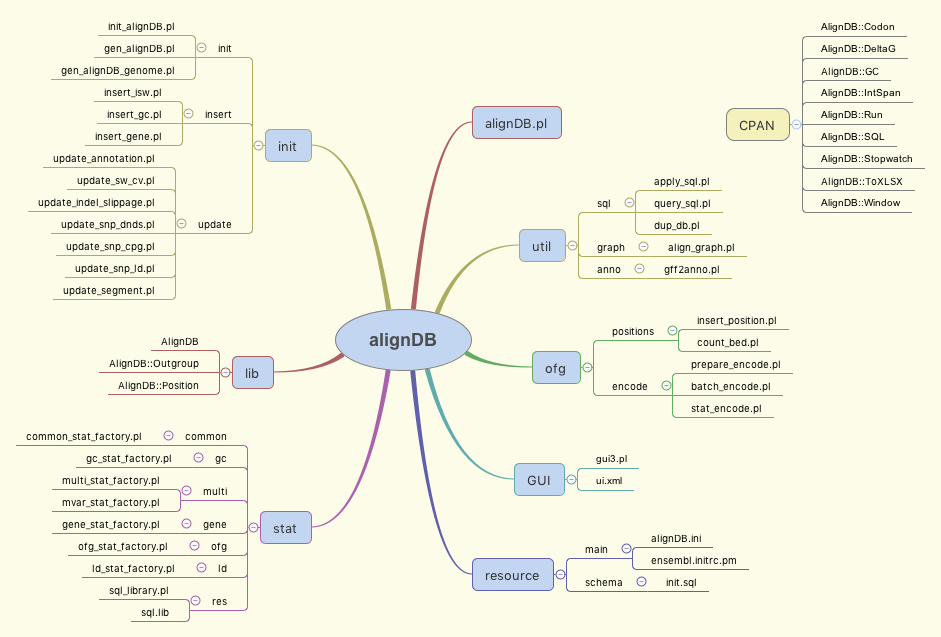 alignDB
init
init
init_alignDB.pl
gen_alignDB.pl
gen_alignDB_genome.pl
insert
insert_isw.pl
insert_gc.pl
insert_gene.pl
update
update_annotation.pl
update_sw_cv.pl
update_indel_slippage.pl
update_snp_dnds.pl
update_snp_cpg.pl
update_snp_ld.pl
update_segment.pl
lib
AlignDB
AlignDB::Outgroup
AlignDB::Position
stat
common
common_stat_factory.pl
gc
gc_stat_factory.pl
multi
multi_stat_factory.pl
mvar_stat_factory.pl
gene
gene_stat_factory.pl
ofg
ofg_stat_factory.pl
ld
ld_stat_factory.pl
res
sql_library.pl
sql.lib
alignDB.pl
util
sql
apply_sql.pl
query_sql.pl
dup_db.pl
graph
align_graph.pl
anno
gff2anno.pl
ofg
positions
insert_position.pl
count_bed.pl
encode
prepare_encode.pl
batch_encode.pl
stat_encode.pl
GUI
gui3.pl
ui.xml
resource
main
alignDB.ini
ensembl.initrc.pm
schema
init.sql
CPAN
AlignDB::Codon
AlignDB::DeltaG
AlignDB::GC
AlignDB::IntSpan
AlignDB::Run
AlignDB::SQL
AlignDB::Stopwatch
AlignDB::ToXLSX
AlignDB::Window